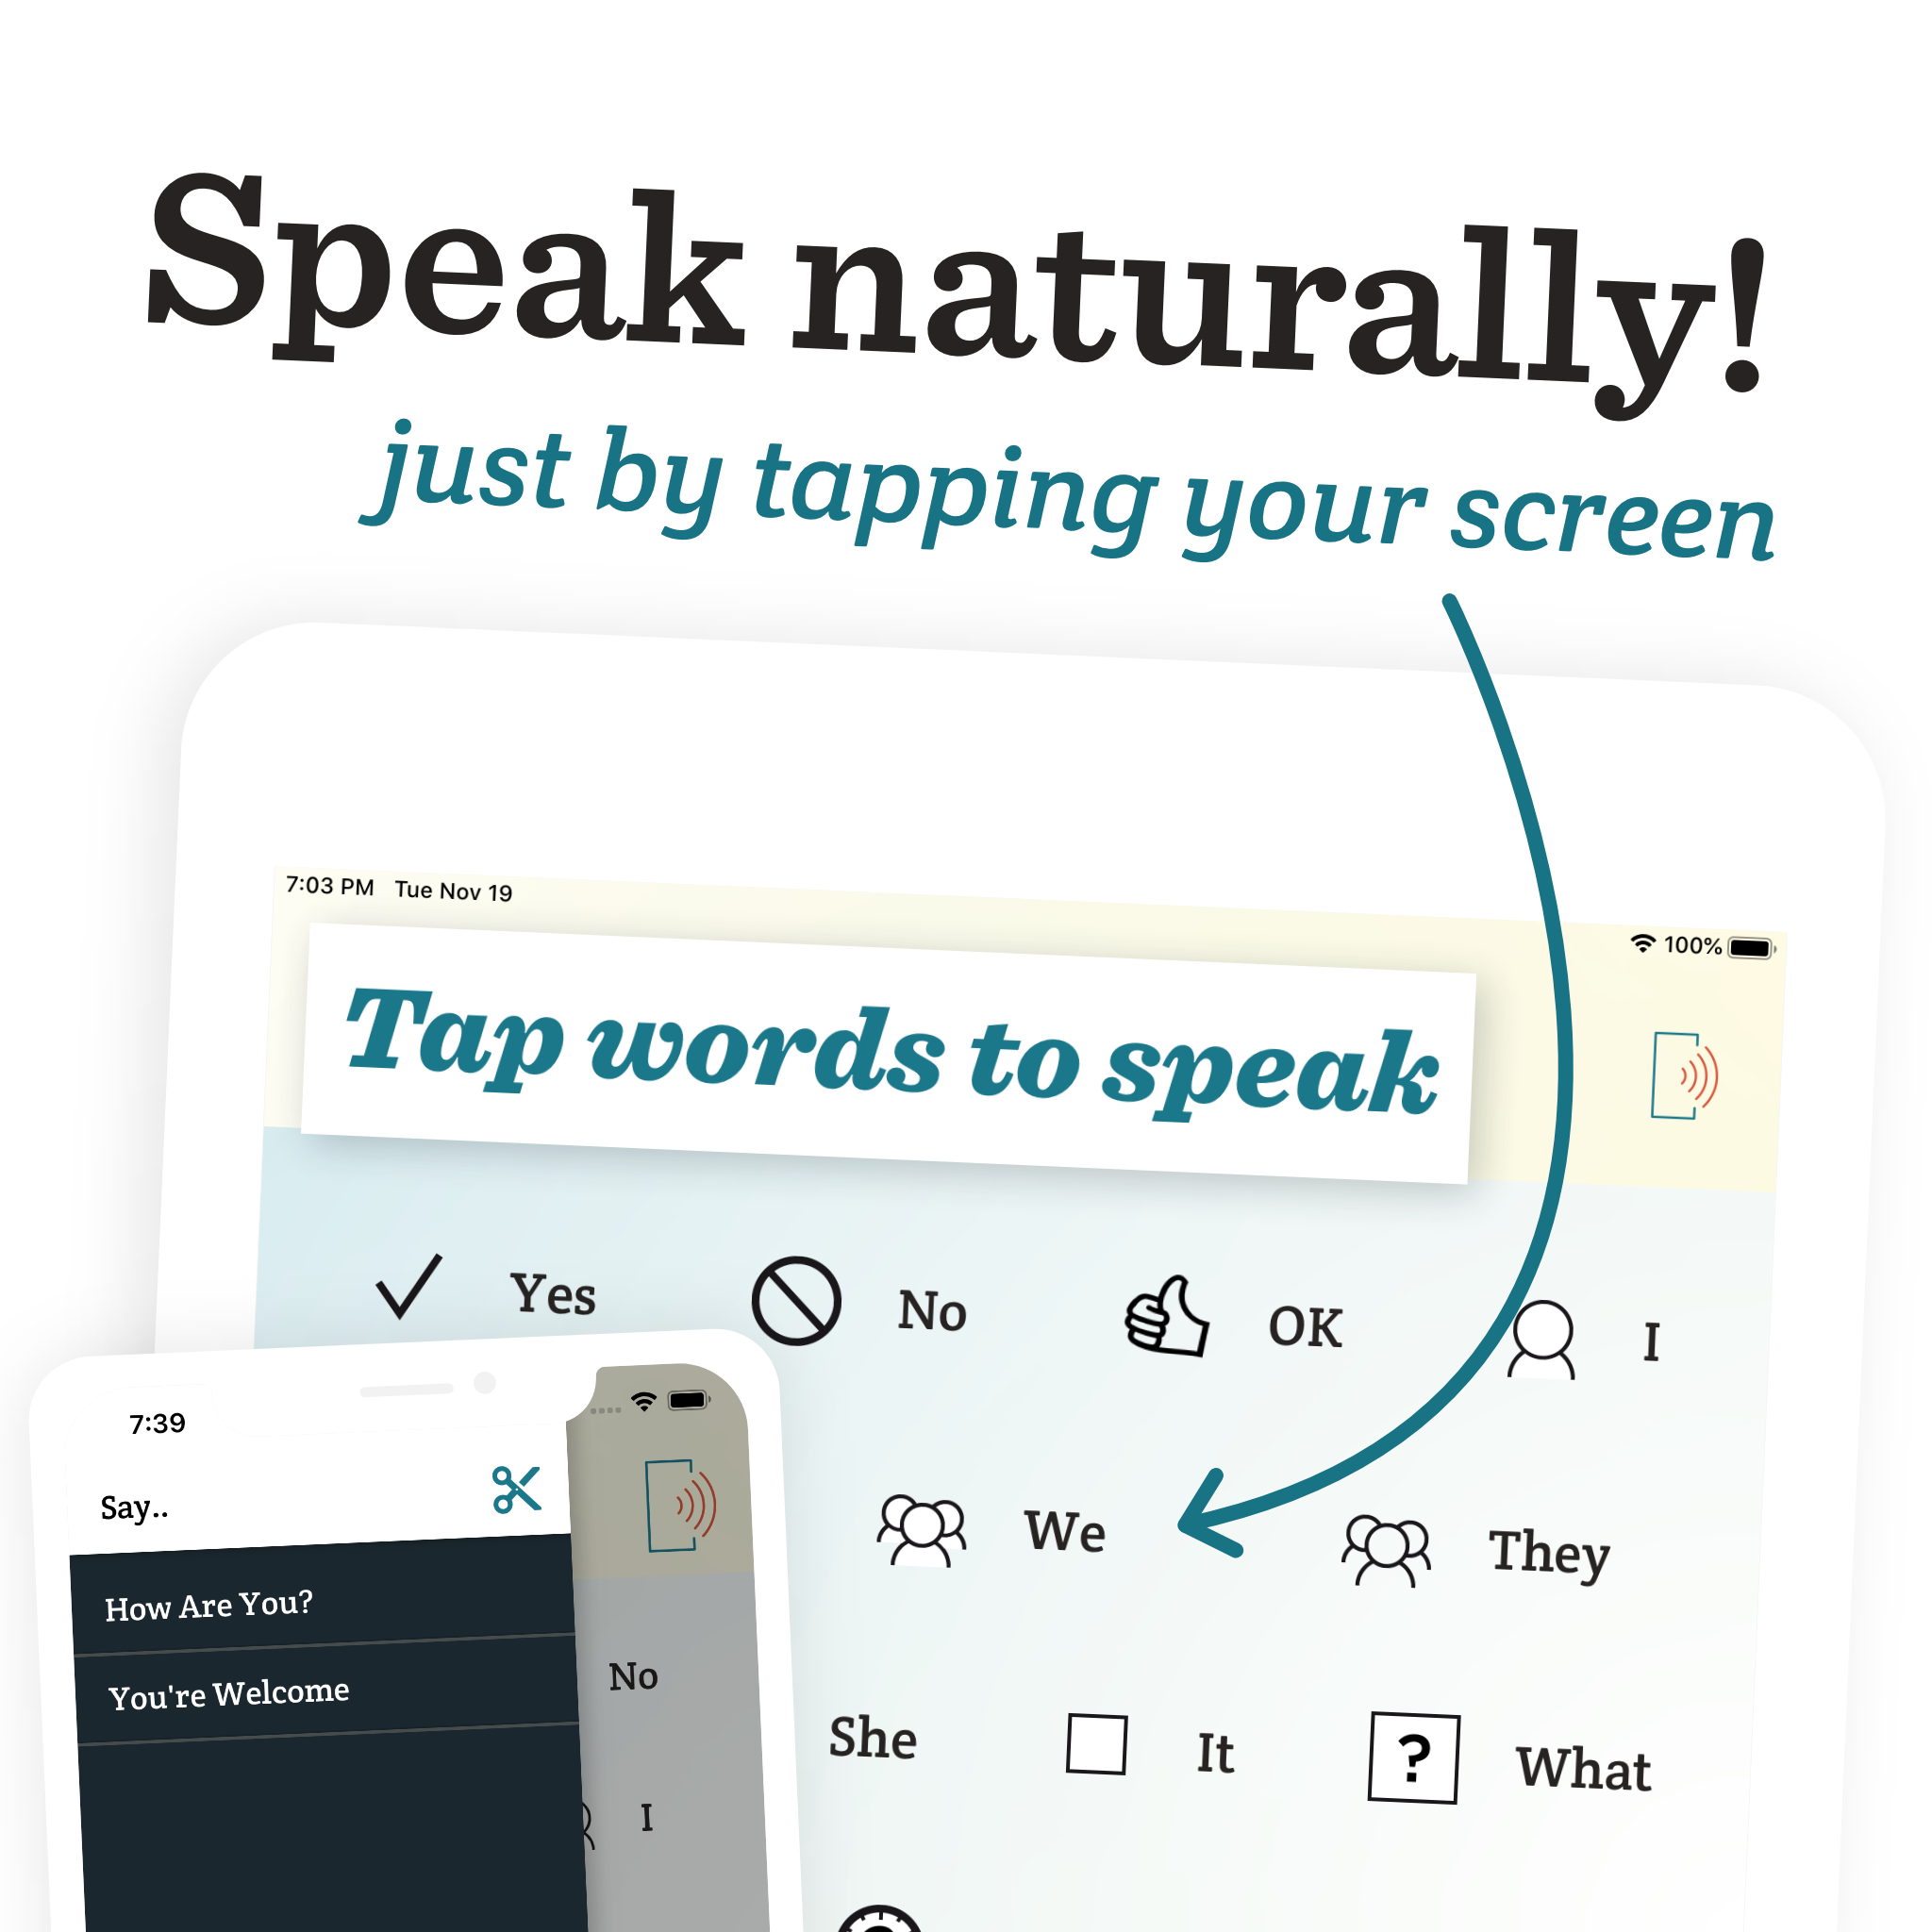 Speak naturally!
just by tapping your screen
7:03 PM Tue Nov 19
100%
Tap words to speak
Yes No OK I
We They
She It ? What
7:39
Say..
How Are You?
You're Welcome
No
I